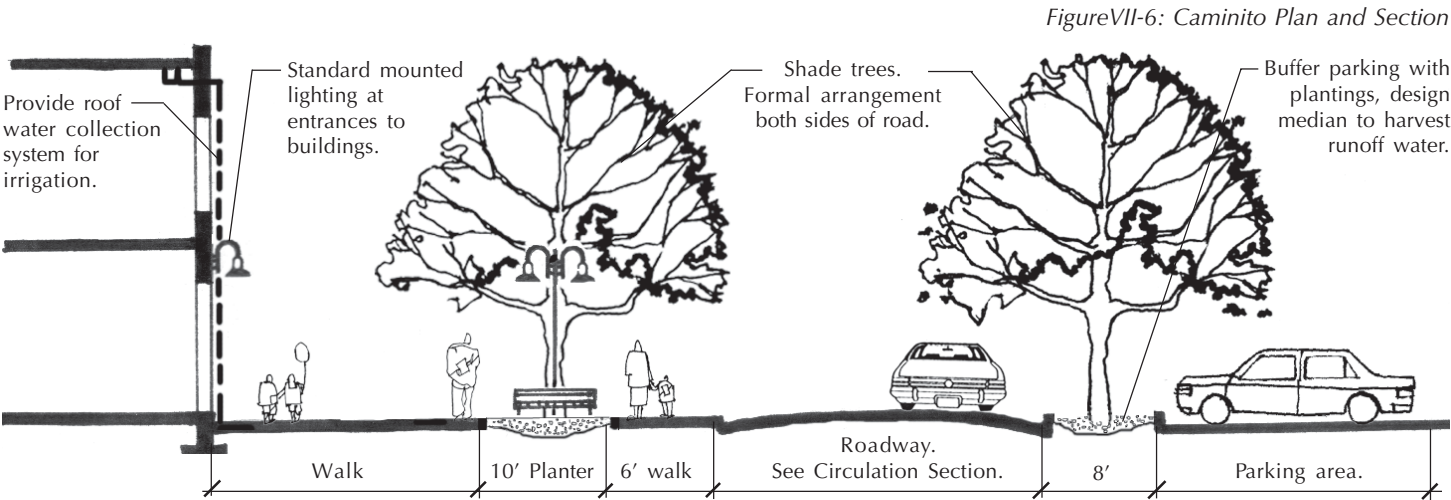 FigureVII-6: Caminito Plan and Section
Provide roof
water collection
system for
irrigation.
Standard mounted
lighting at
entrances to
buildings.
Shade trees.
Formal arrangement
both sides of road.
Buffer parking with
plantings, design
median to harvest
runoff water.
Walk
10’ Planter
6’ walk
Roadway.
See Circulation Section.
8’
Parking area.